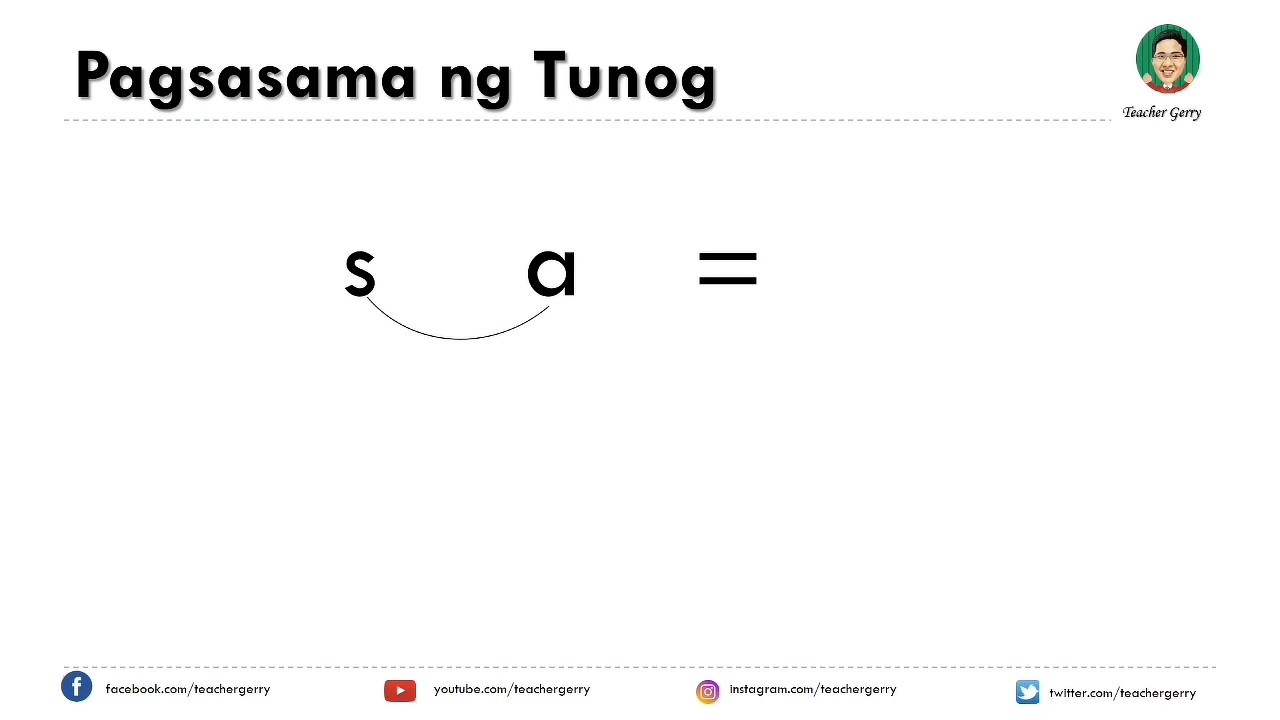 Pagsasama ng Tunog
Teacher Gerry
s a =
facebook.com/teachergerry youtube.com/teachergerry instagram.com/teachergerry twitter.com/teachergerry